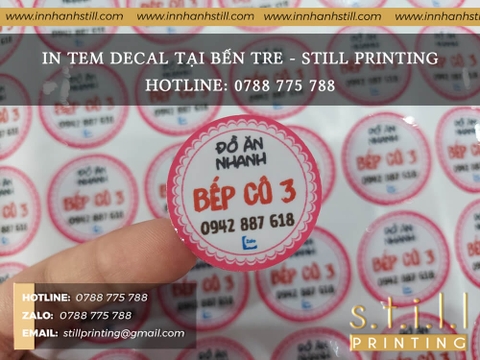 www.innhanhstill.com www.innhanhstill.com www.innhanhstill.com www.innhanhstill.com
IN TEM DECAL TẠI BẾN TRE - STILL PRINTING
HOTLINE: 0788 775 788
ĐỒ ĂN
NHANH
BẾP CÔ 3
0942 887 618
Zalo
HOTLINE: 0788 775 788
ZALO: 0788 775 788
EMAIL: stillprinting@gmail.com
s.t.i.l.l
PRINTING